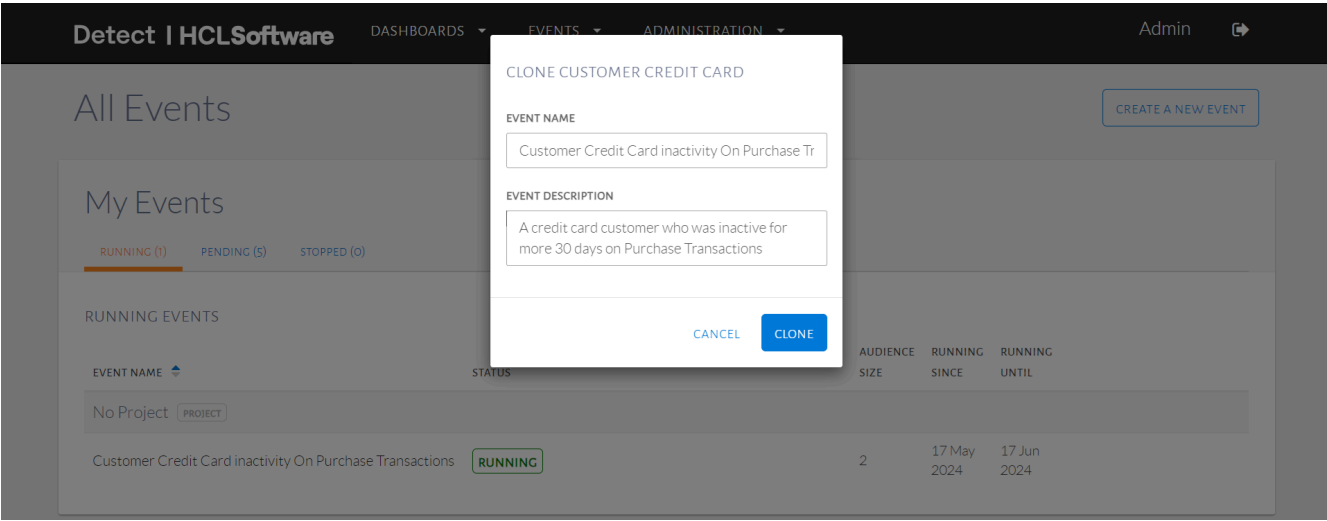 Detect | HCLSoftware
DASHBOARDS EVENTS ADMINISTRATION
Admin
All Events
CREATE A NEW EVENT
CLONE CUSTOMER CREDIT CARD
EVENT NAME
Customer Credit Card inactivity On Purchase Tr
EVENT DESCRIPTION
A credit card customer who was inactive for
more 30 days on Purchase Transactions
CANCEL CLONE
My Events
RUNNING (1) PENDING (5) STOPPED (0)
RUNNING EVENTS
EVENT NAME STATUS AUDIENCE SIZE RUNNING SINCE RUNNING UNTIL
No Project PROJECT
Customer Credit Card inactivity On Purchase Transactions RUNNING 2 17 May 2024 17 Jun 2024